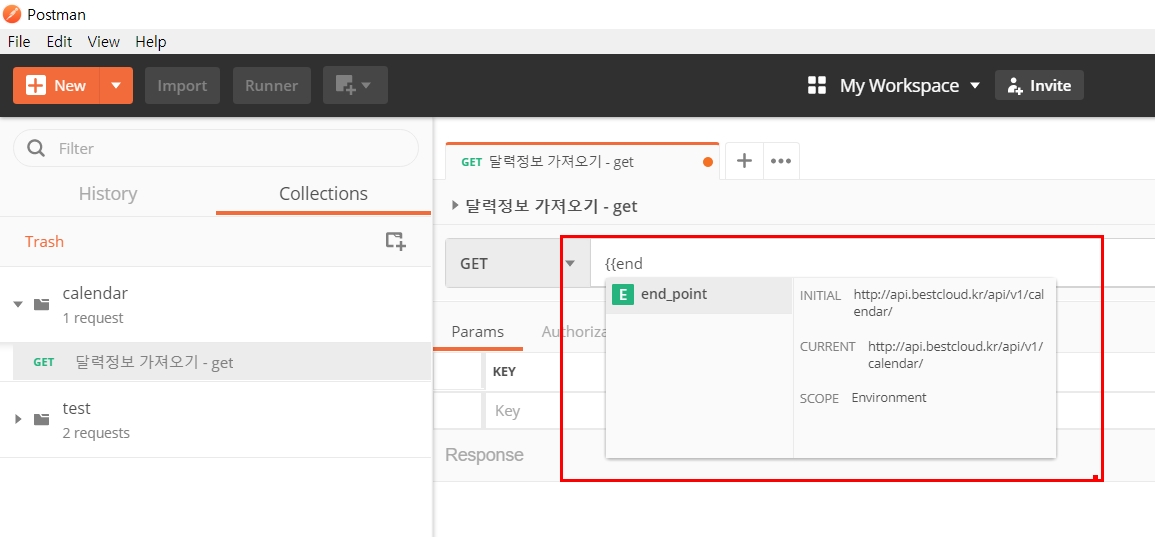 Postman
File Edit View Help
New Import Runner My Workspace Invite
Filter
History Collections
Trash
calendar
1 request
GET 달력정보 가져오기 - get
test
2 requests
GET 달력정보 가져오기 - get
달력정보 가져오기 - get
GET {{end
E end_point
INITIAL http://api.bestcloud.kr/api/v1/cal
endar/
CURRENT http://api.bestcloud.kr/api/v1/
calendar/
SCOPE Environment
Params Authoriza
KEY
Key
Response